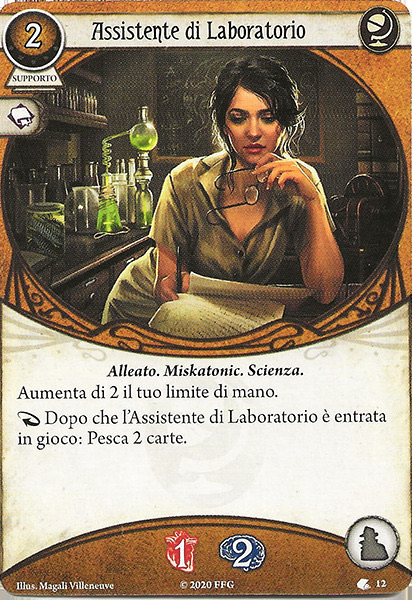 2
Assistente di Laboratorio
SUPPORTO
Alleato. Miskatonic. Scienza.
Aumenta di 2 il tuo limite di mano.
Dopo che l'Assistente di Laboratorio è entrata
in gioco: Pesca 2 carte.
1 2
Illus. Magali Villeneuve © 2020 FFG 12